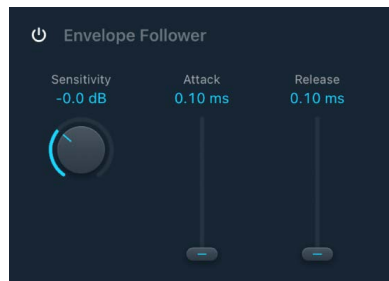 Envelope Follower
Sensitivity Attack Release
-0.0 dB 0.10 ms 0.10 ms